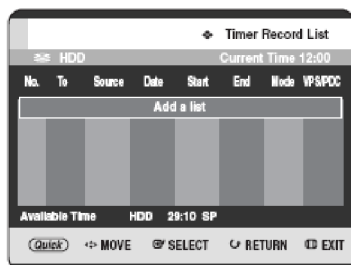 Timer Record List
HDD Current Time 12:00
No. To Source Date Start End Mode VPS/PDC
Add a list
Available Time HDD 29:10 SP
Quick MOVE SELECT RETURN EXIT